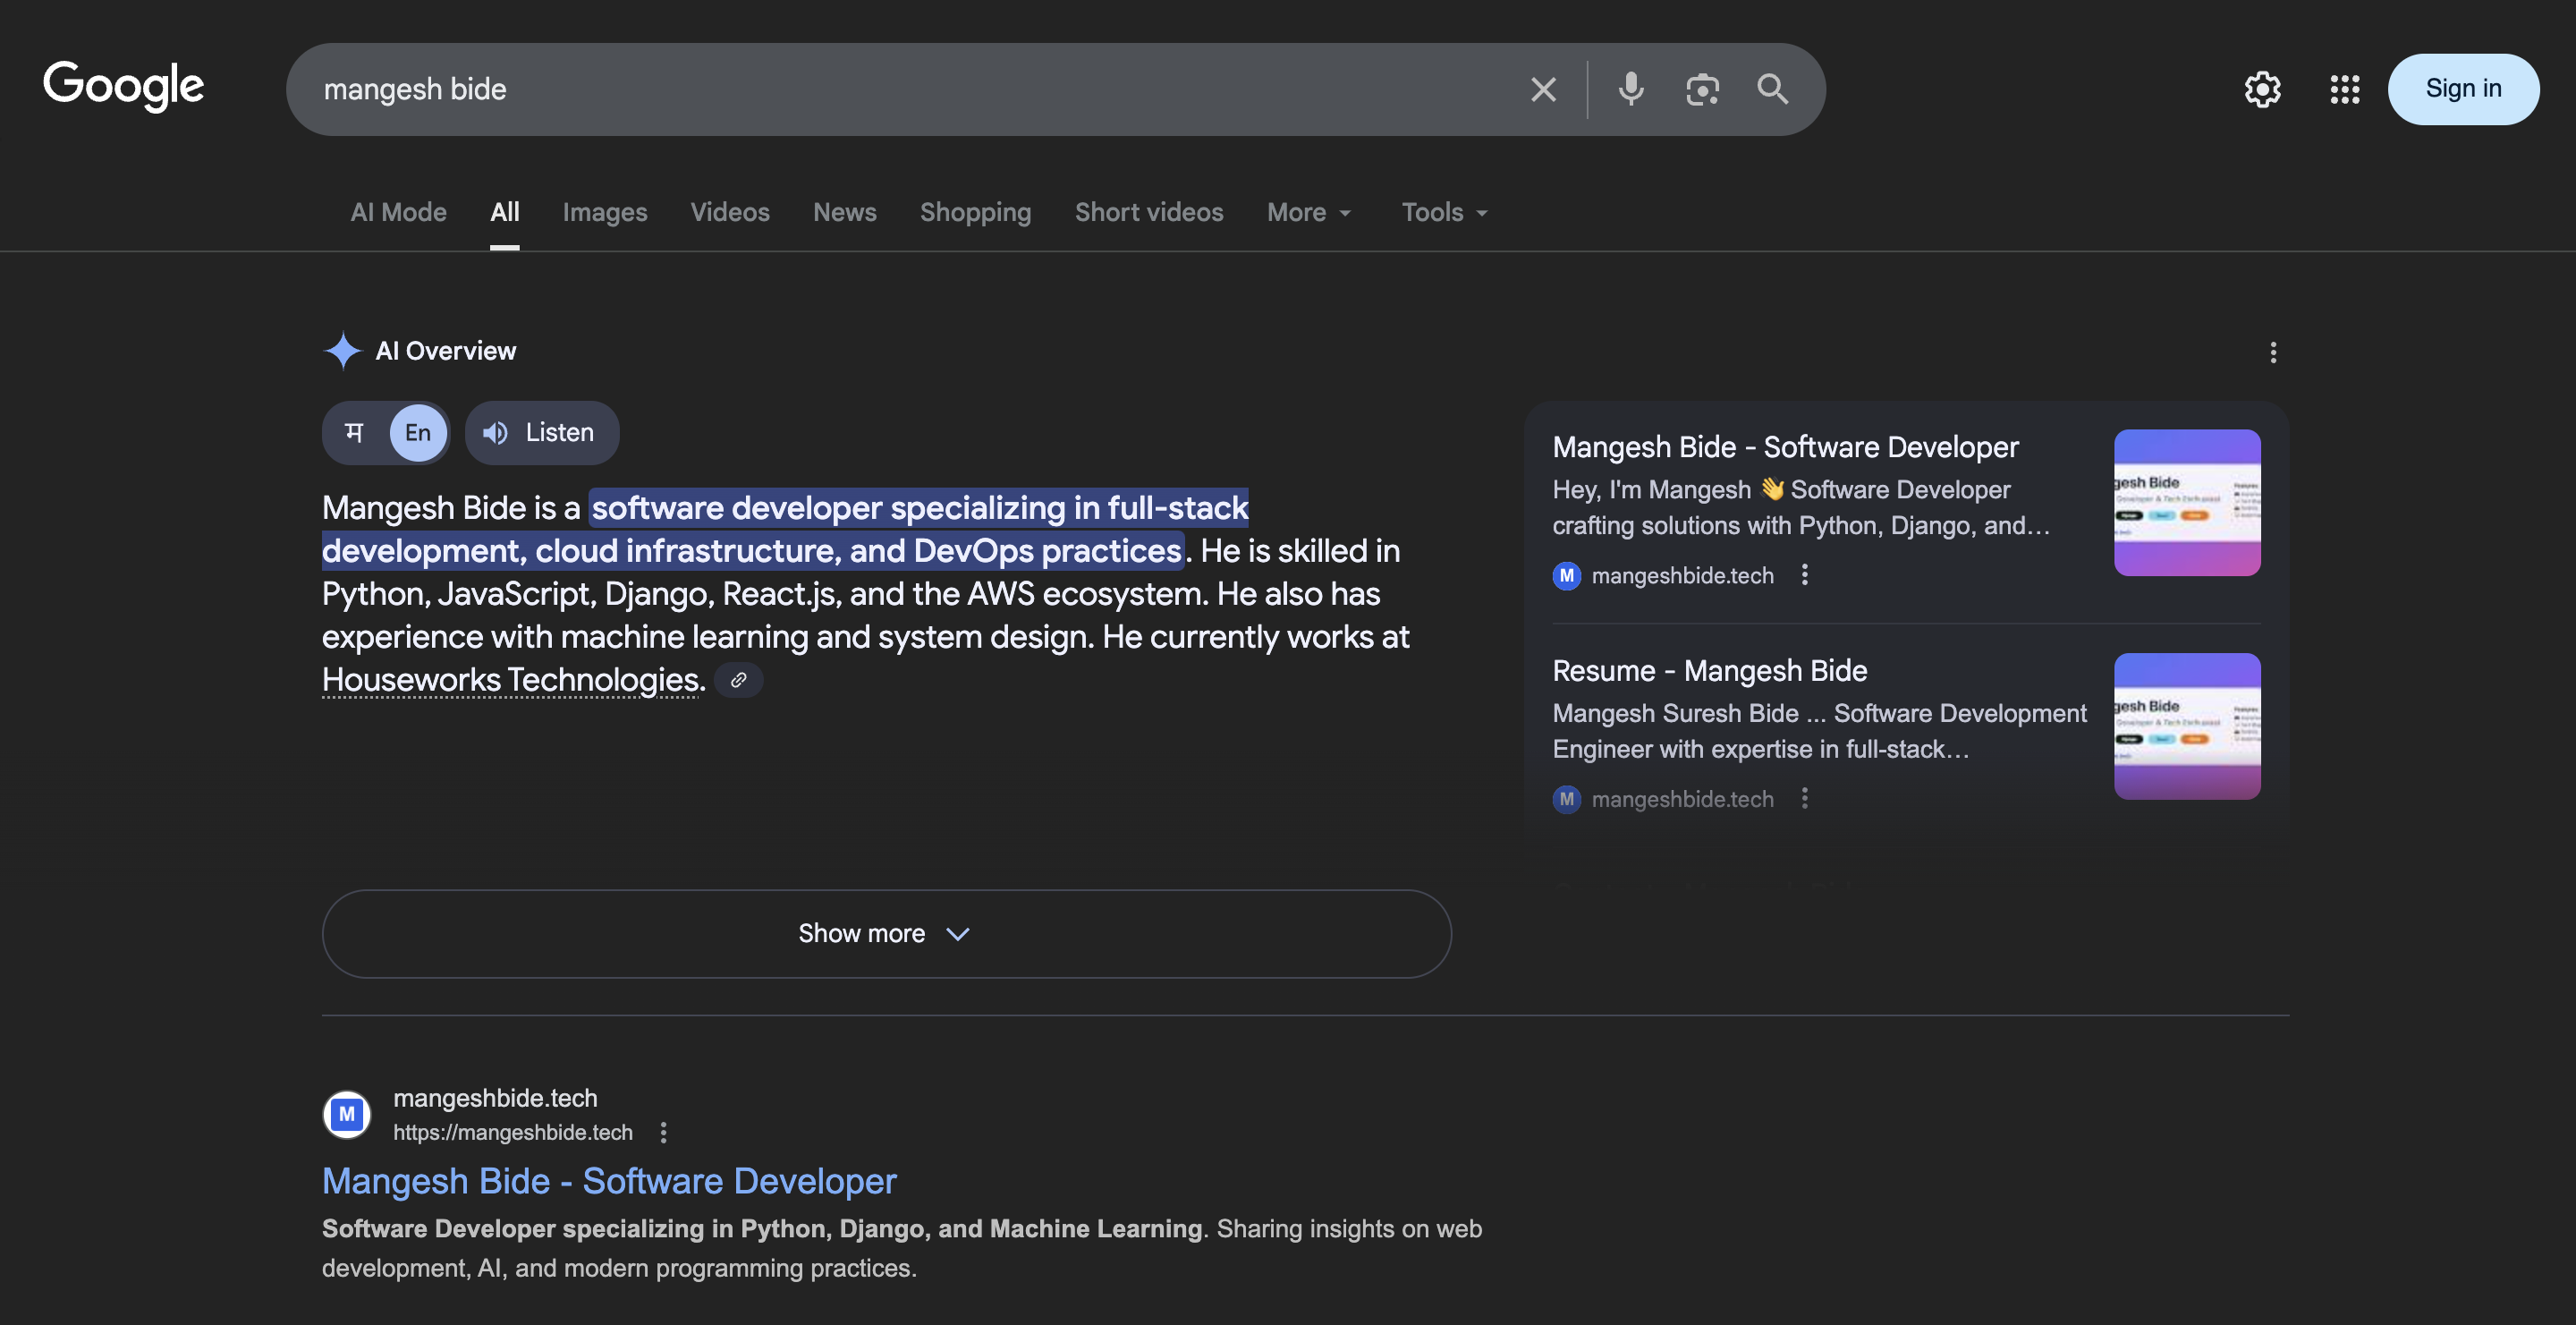 Google
mangesh bide
Sign in
AI Mode
All
Images
Videos
News
Shopping
Short videos
More
Tools
AI Overview
म
En
Listen
Mangesh Bide is a software developer specializing in full-stack
development, cloud infrastructure, and DevOps practices. He is skilled in
Python, JavaScript, Django, React.js, and the AWS ecosystem. He also has
experience with machine learning and system design. He currently works at
Houseworks Technologies.
Mangesh Bide - Software Developer
Hey, I'm Mangesh 👋 Software Developer
crafting solutions with Python, Django, and…
M
mangeshbide.tech
gesh Bide
Resume - Mangesh Bide
Mangesh Suresh Bide ... Software Development
Engineer with expertise in full-stack…
M
mangeshbide.tech
gesh Bide
Show more
M
mangeshbide.tech
https://mangeshbide.tech
Mangesh Bide - Software Developer
Software Developer specializing in Python, Django, and Machine Learning. Sharing insights on web
development, AI, and modern programming practices.